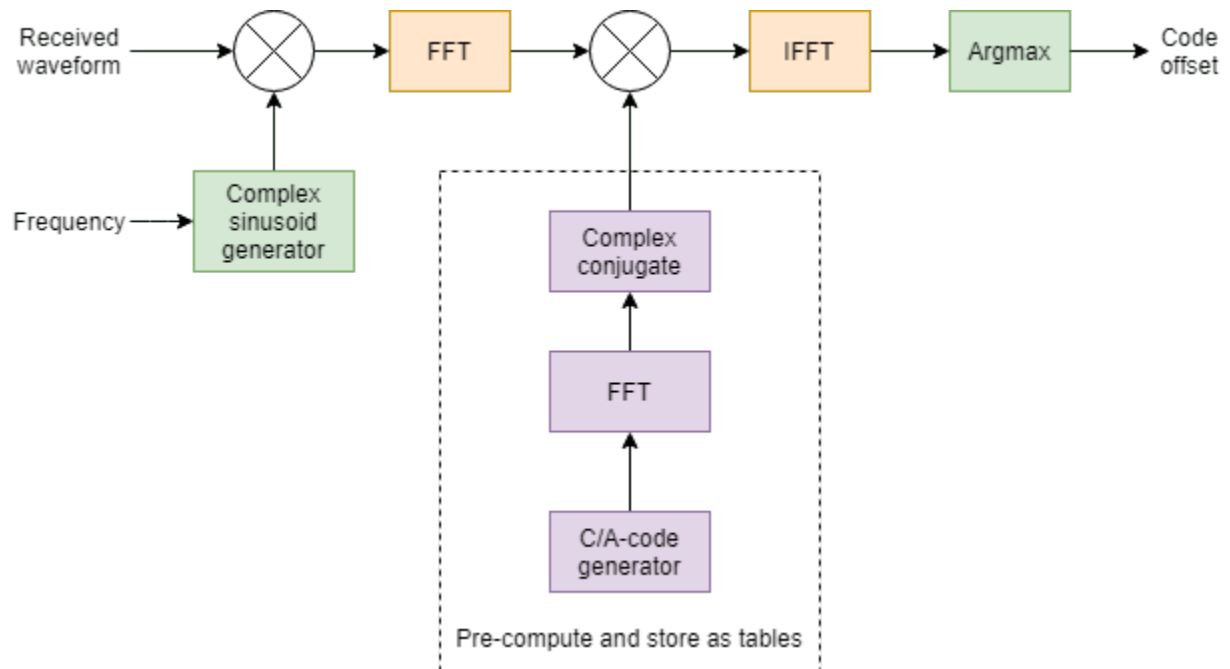 Received
waveform
FFT
IFFT
Argmax
Code
offset
Frequency
Complex
sinusoid
generator
Complex
conjugate
FFT
C/A-code
generator
Pre-compute and store as tables